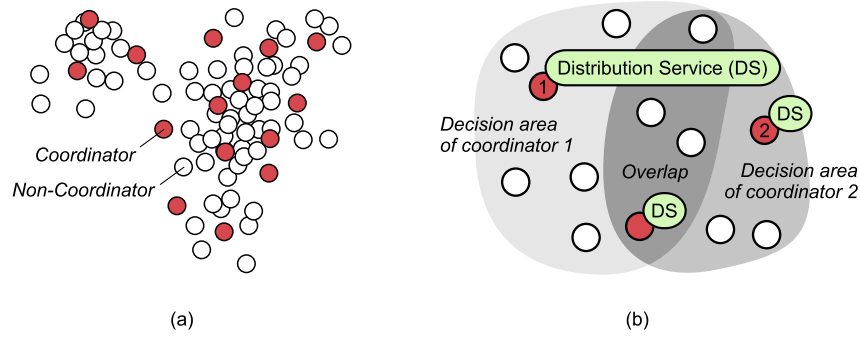 Coordinator
Non-Coordinator
(a)
Distribution Service (DS)
1
Decision area
of coordinator 1
DS
2
Overlap
Decision area
of coordinator 2
DS
(b)